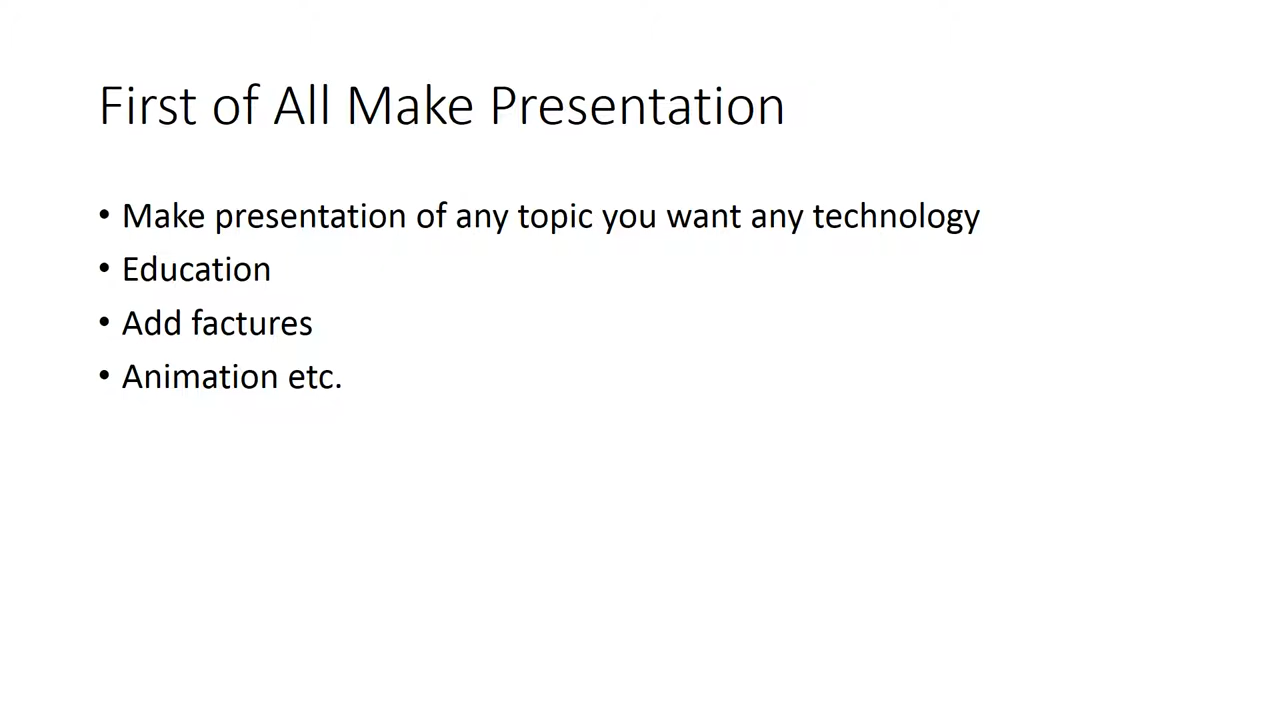 First of All Make Presentation
• Make presentation of any topic you want any technology
• Education
• Add factures
• Animation etc.